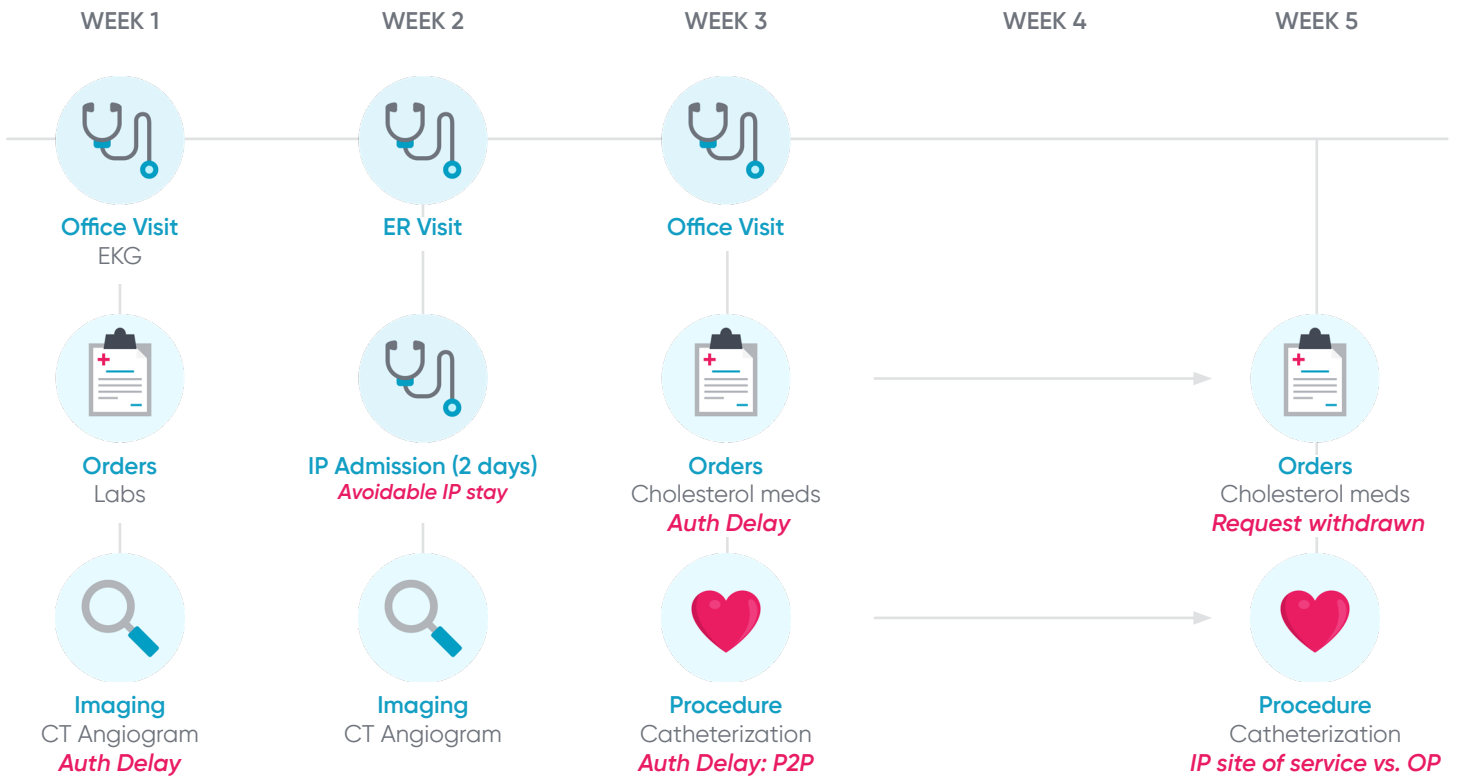 WEEK 1
WEEK 2
WEEK 3
WEEK 4
WEEK 5
Office Visit
EKG
ER Visit
Office Visit
Orders
Labs
IP Admission (2 days)
Avoidable IP stay
Orders
Cholesterol meds
Auth Delay
Orders
Cholesterol meds
Request withdrawn
Imaging
CT Angiogram
Auth Delay
Imaging
CT Angiogram
Procedure
Catheterization
Auth Delay: P2P
Procedure
Catheterization
IP site of service vs. OP